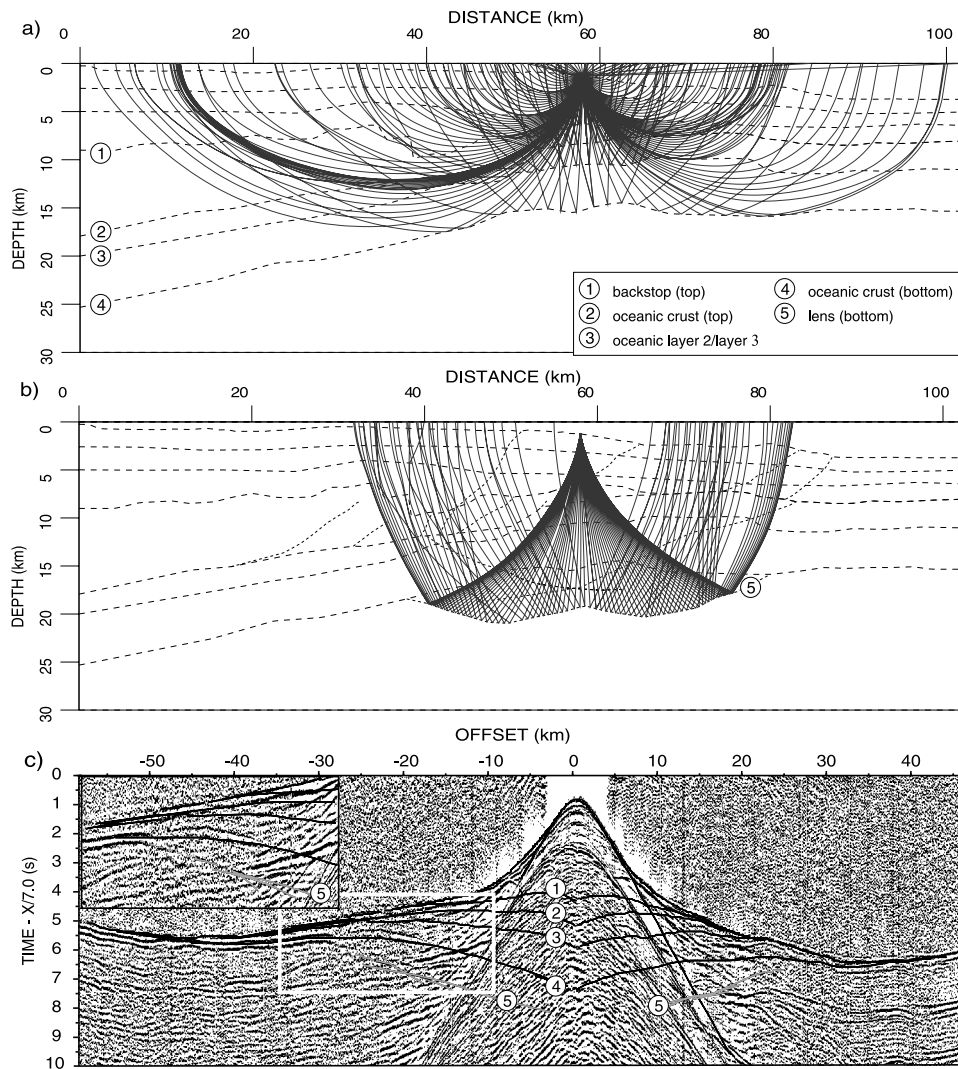 a)
DISTANCE (km)
0 20 40 60 80 100
0
5
10
15
20
25
30
DEPTH (km)
1
2
3
4
1 backstop (top)
2 oceanic crust (top)
3 oceanic layer 2/layer 3
4 oceanic crust (bottom)
5 lens (bottom)
b)
DISTANCE (km)
0 20 40 60 80 100
0
5
10
15
20
25
30
DEPTH (km)
5
OFFSET (km)
c)
-50 -40 -30 -20 -10 0 10 20 30 40
0
1
2
3
4
5
6
7
8
9
10
TIME - X/7.0 (s)
5
1
2
3
4
5
5